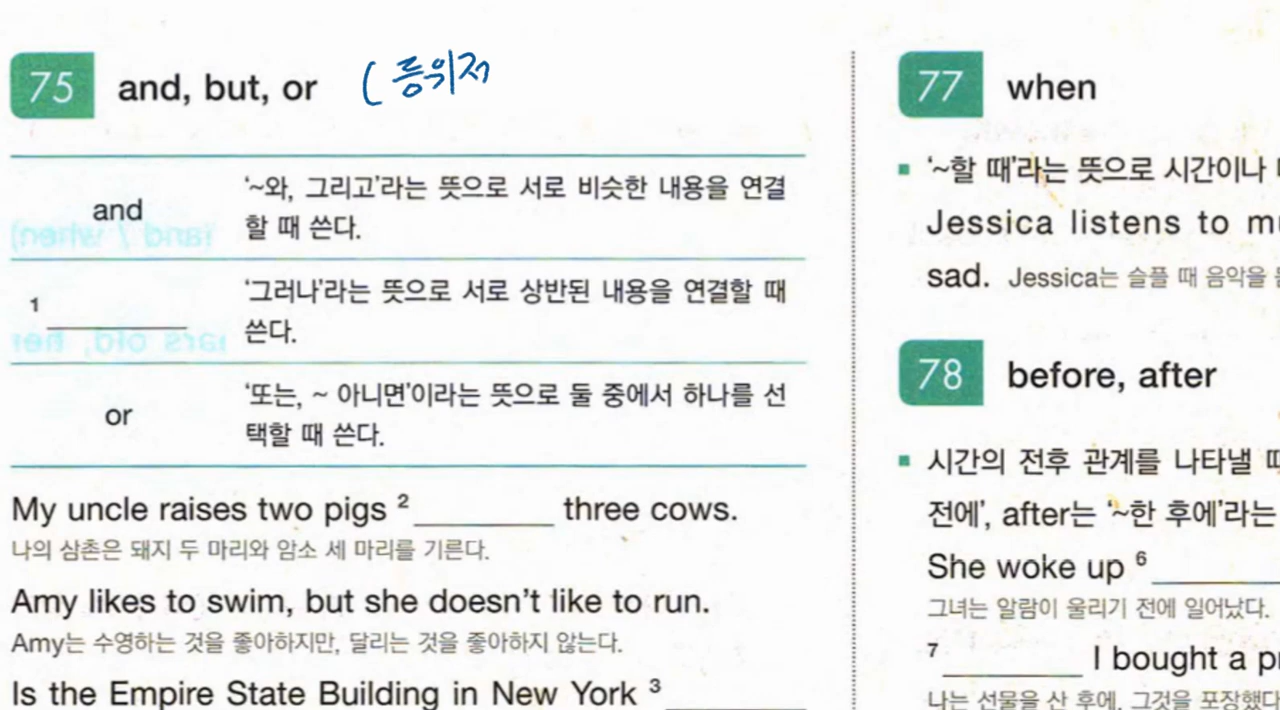 75 and, but, or ( 등위저
and
'~와, 그리고'라는 뜻으로 서로 비슷한 내용을 연결
할 때 쓴다.
1 ________
'그러나'라는 뜻으로 서로 상반된 내용을 연결할 때
쓴다.
or
'또는, ~ 아니면'이라는 뜻으로 둘 중에서 하나를 선
택할 때 쓴다.
My uncle raises two pigs 2 ________ three cows.
나의 삼촌은 돼지 두 마리와 암소 세 마리를 기른다.
Amy likes to swim, but she doesn't like to run.
Amy는 수영하는 것을 좋아하지만, 달리는 것을 좋아하지 않는다.
Is the Empire State Building in New York 3 ________
77 when
'~할 때'라는 뜻으로 시간이나
Jessica listens to
sad. Jessica는 슬플 때 음악을
78 before, after
시간의 전후 관계를 나타낼
전에', after는 '~한 후에'라는
She woke up 6 ________
그녀는 알람이 울리기 전에 일어났다.
7 ________ I bought a
나는 선물을 산 후에, 그것을 포장했다